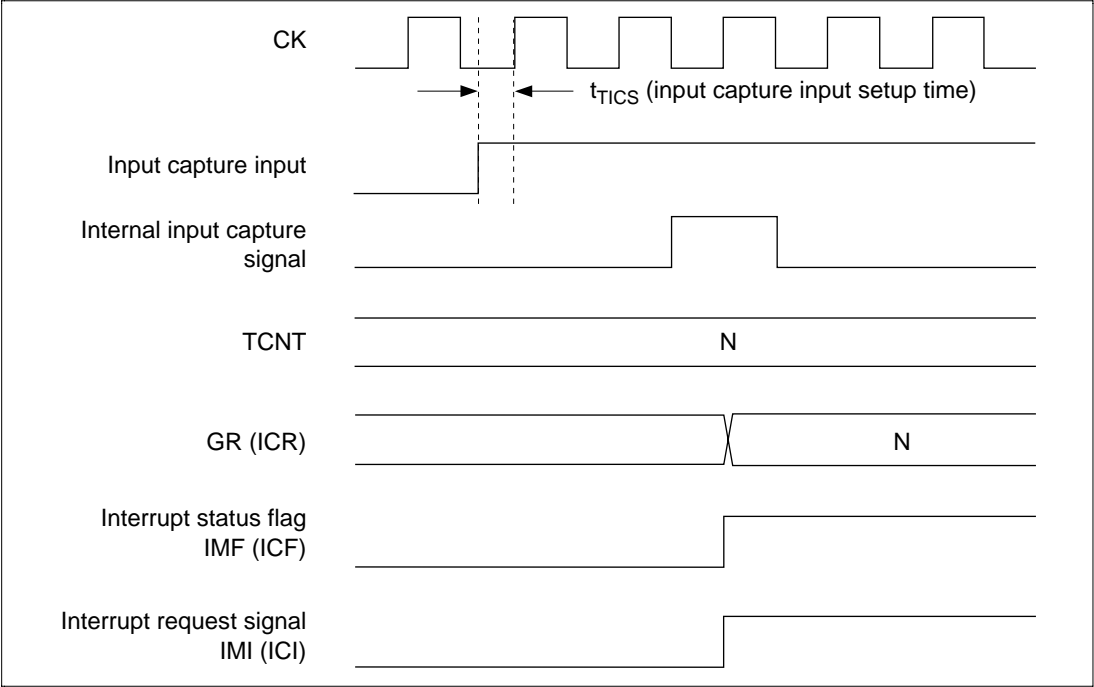 CK
tTICS (input capture input setup time)
Input capture input
Internal input capture
signal
TCNT
N
GR (ICR)
N
Interrupt status flag
IMF (ICF)
Interrupt request signal
IMI (ICI)